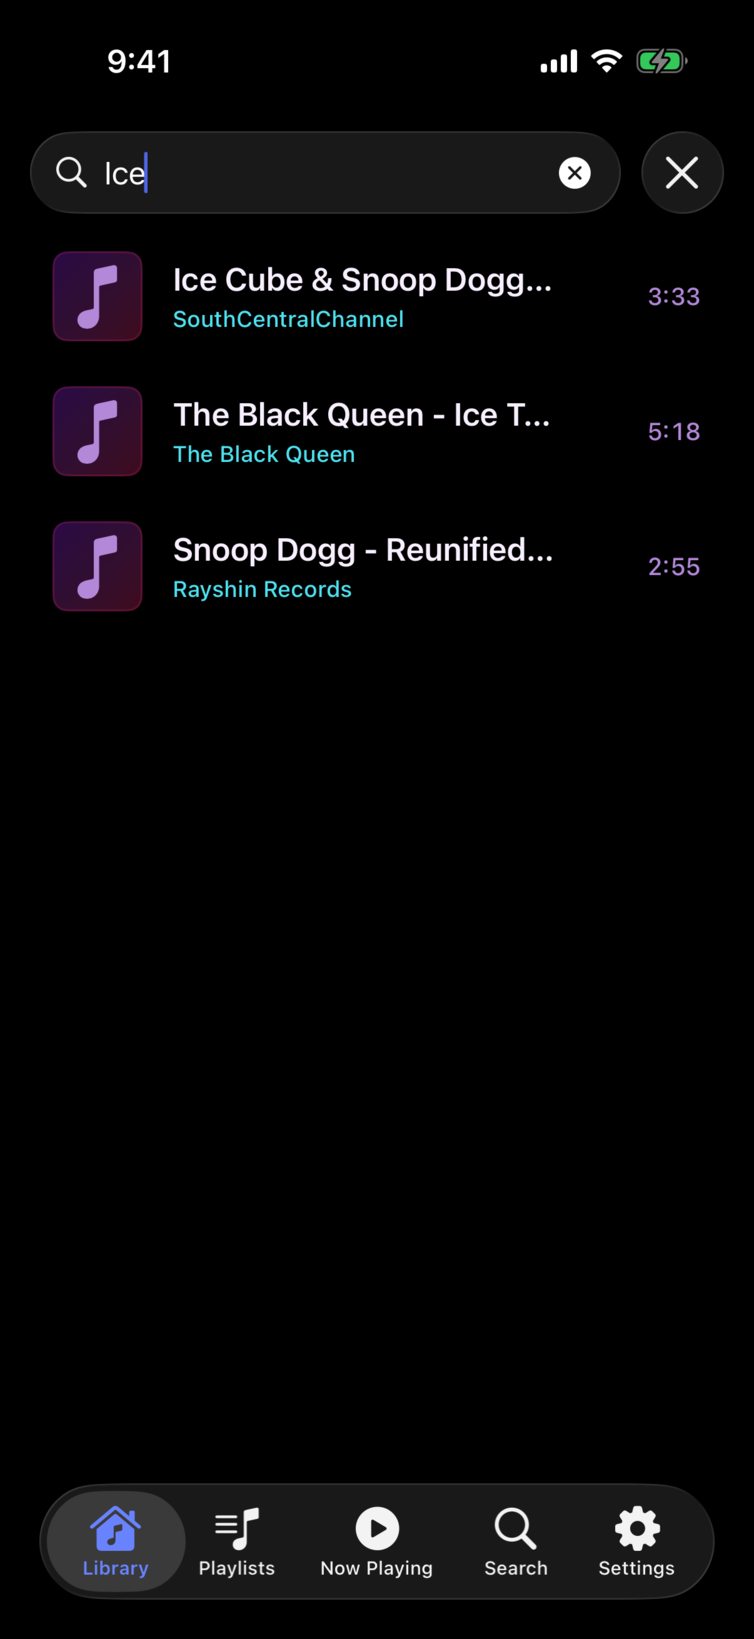 9:41
Ice
Ice Cube & Snoop Dogg...
SouthCentralChannel
3:33
The Black Queen - Ice T...
The Black Queen
5:18
Snoop Dogg - Reunified...
Rayshin Records
2:55
Library
Playlists
Now Playing
Search
Settings